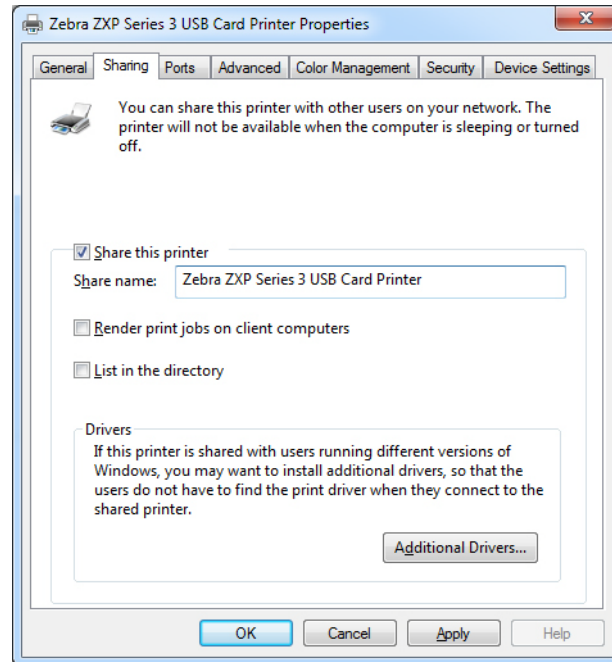 Zebra ZXP Series 3 USB Card Printer Properties
General Sharing Ports Advanced Color Management Security Device Settings
You can share this printer with other users on your network. The
printer will not be available when the computer is sleeping or turned
off.
Share this printer
Share name: Zebra ZXP Series 3 USB Card Printer
Render print jobs on client computers
List in the directory
Drivers
If this printer is shared with users running different versions of
Windows, you may want to install additional drivers, so that the
users do not have to find the print driver when they connect to the
shared printer.
Additional Drivers...
OK Cancel Apply Help